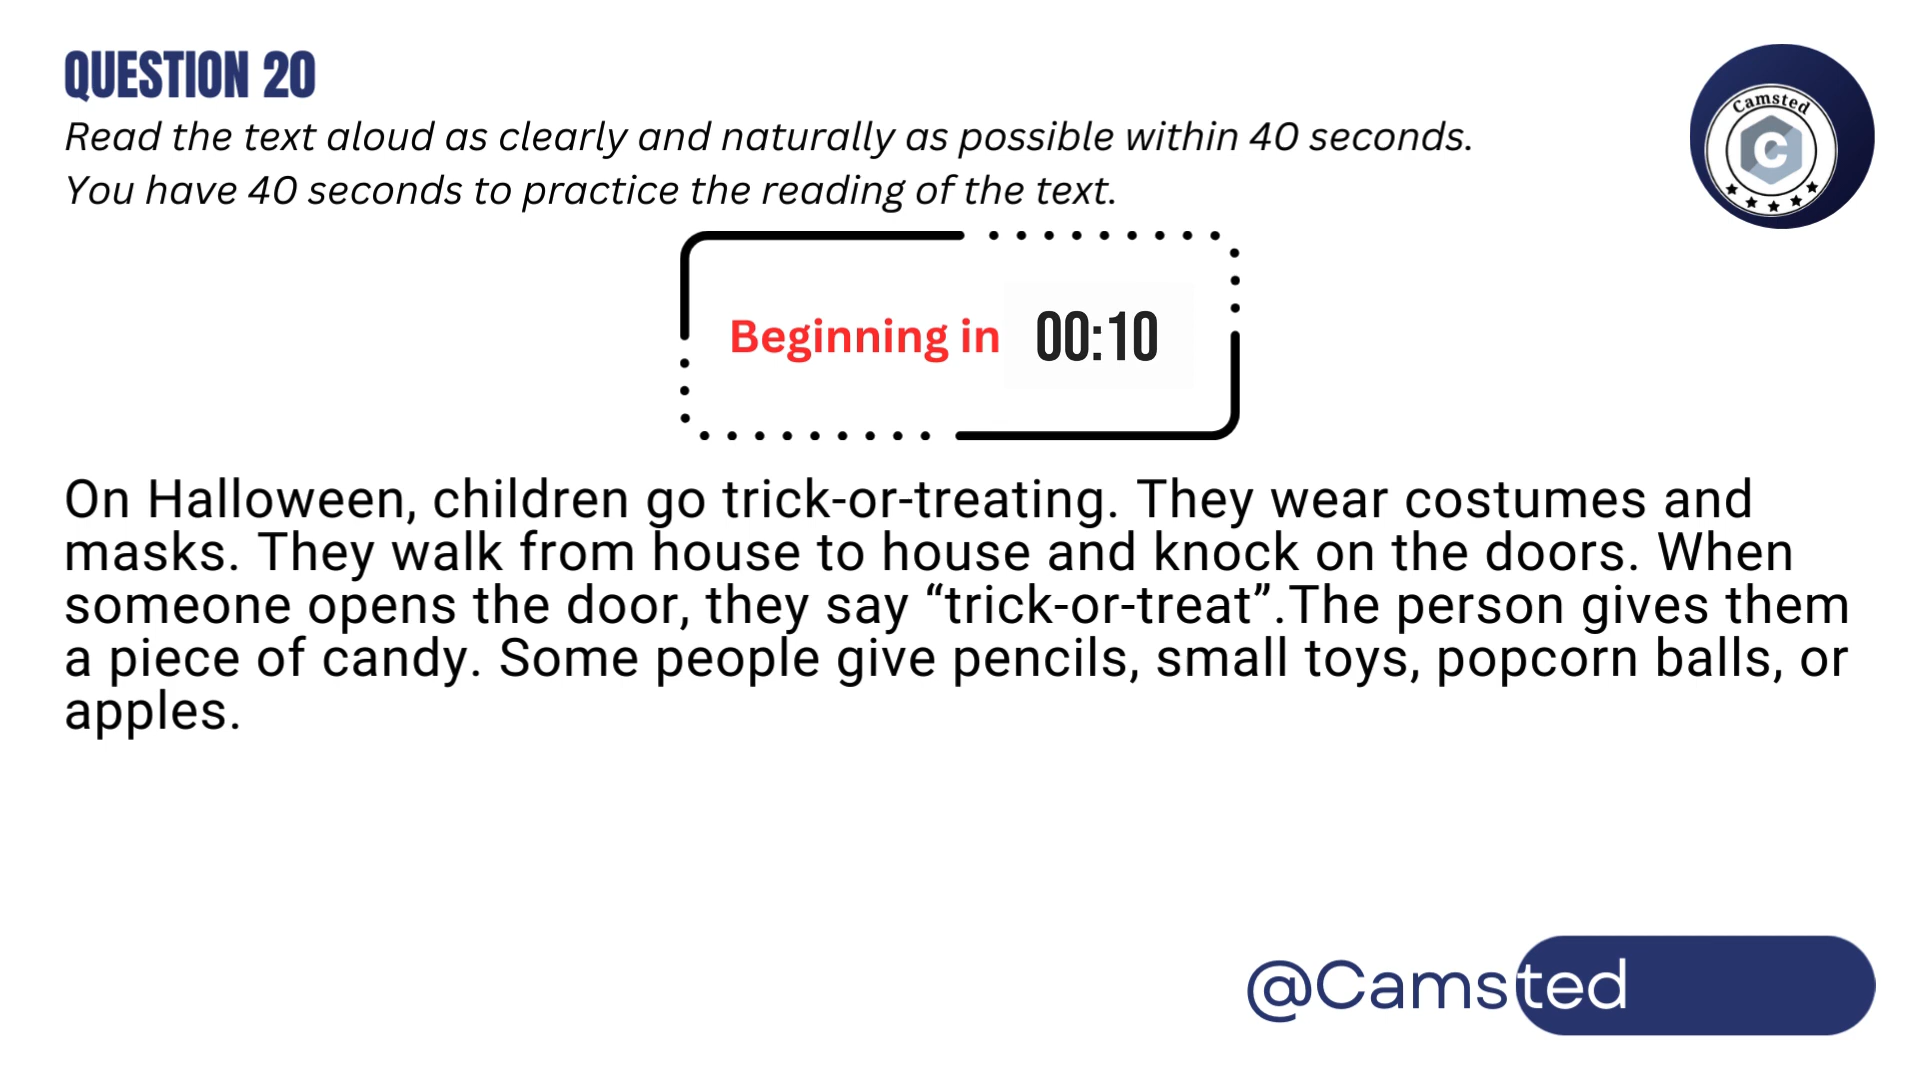 QUESTION 20
Read the text aloud as clearly and naturally as possible within 40 seconds.
You have 40 seconds to practice the reading of the text.
Camsted
C
Beginning in 00:10
On Halloween, children go trick-or-treating. They wear costumes and
masks. They walk from house to house and knock on the doors. When
someone opens the door, they say “trick-or-treat”.The person gives them
a piece of candy. Some people give pencils, small toys, popcorn balls, or
apples.
@Camsted